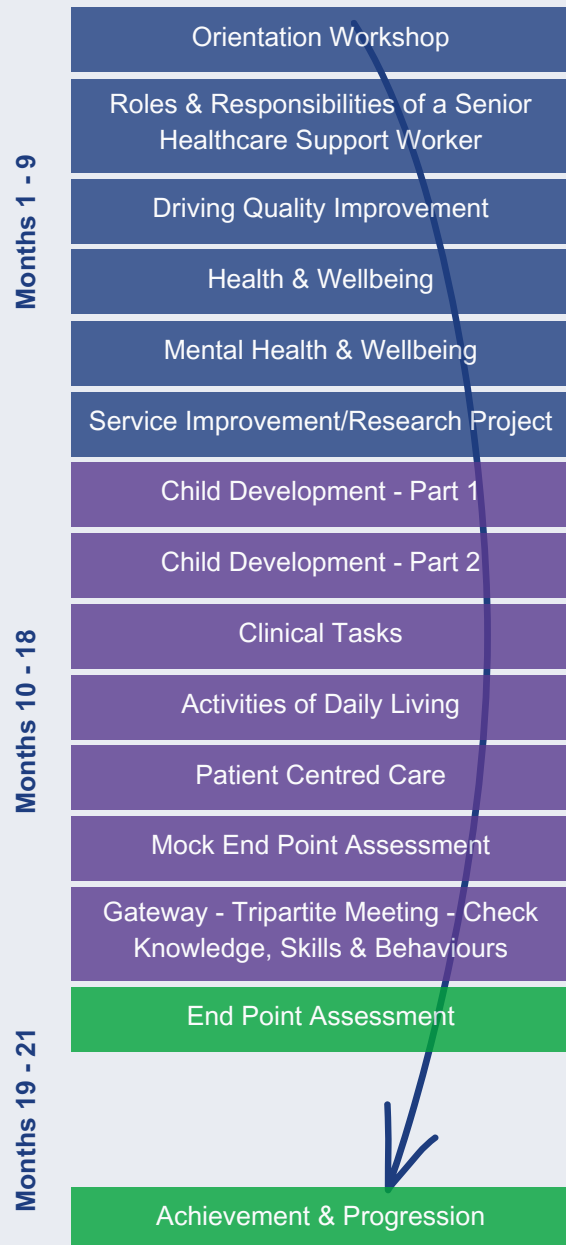 Months 1 - 9
Orientation Workshop
Roles & Responsibilities of a Senior
Healthcare Support Worker
Driving Quality Improvement
Health & Wellbeing
Mental Health & Wellbeing
Service Improvement/Research Project
Months 10 - 18
Child Development - Part 1
Child Development - Part 2
Clinical Tasks
Activities of Daily Living
Patient Centred Care
Mock End Point Assessment
Gateway - Tripartite Meeting - Check
Knowledge, Skills & Behaviours
Months 19 - 21
End Point Assessment
Achievement & Progression